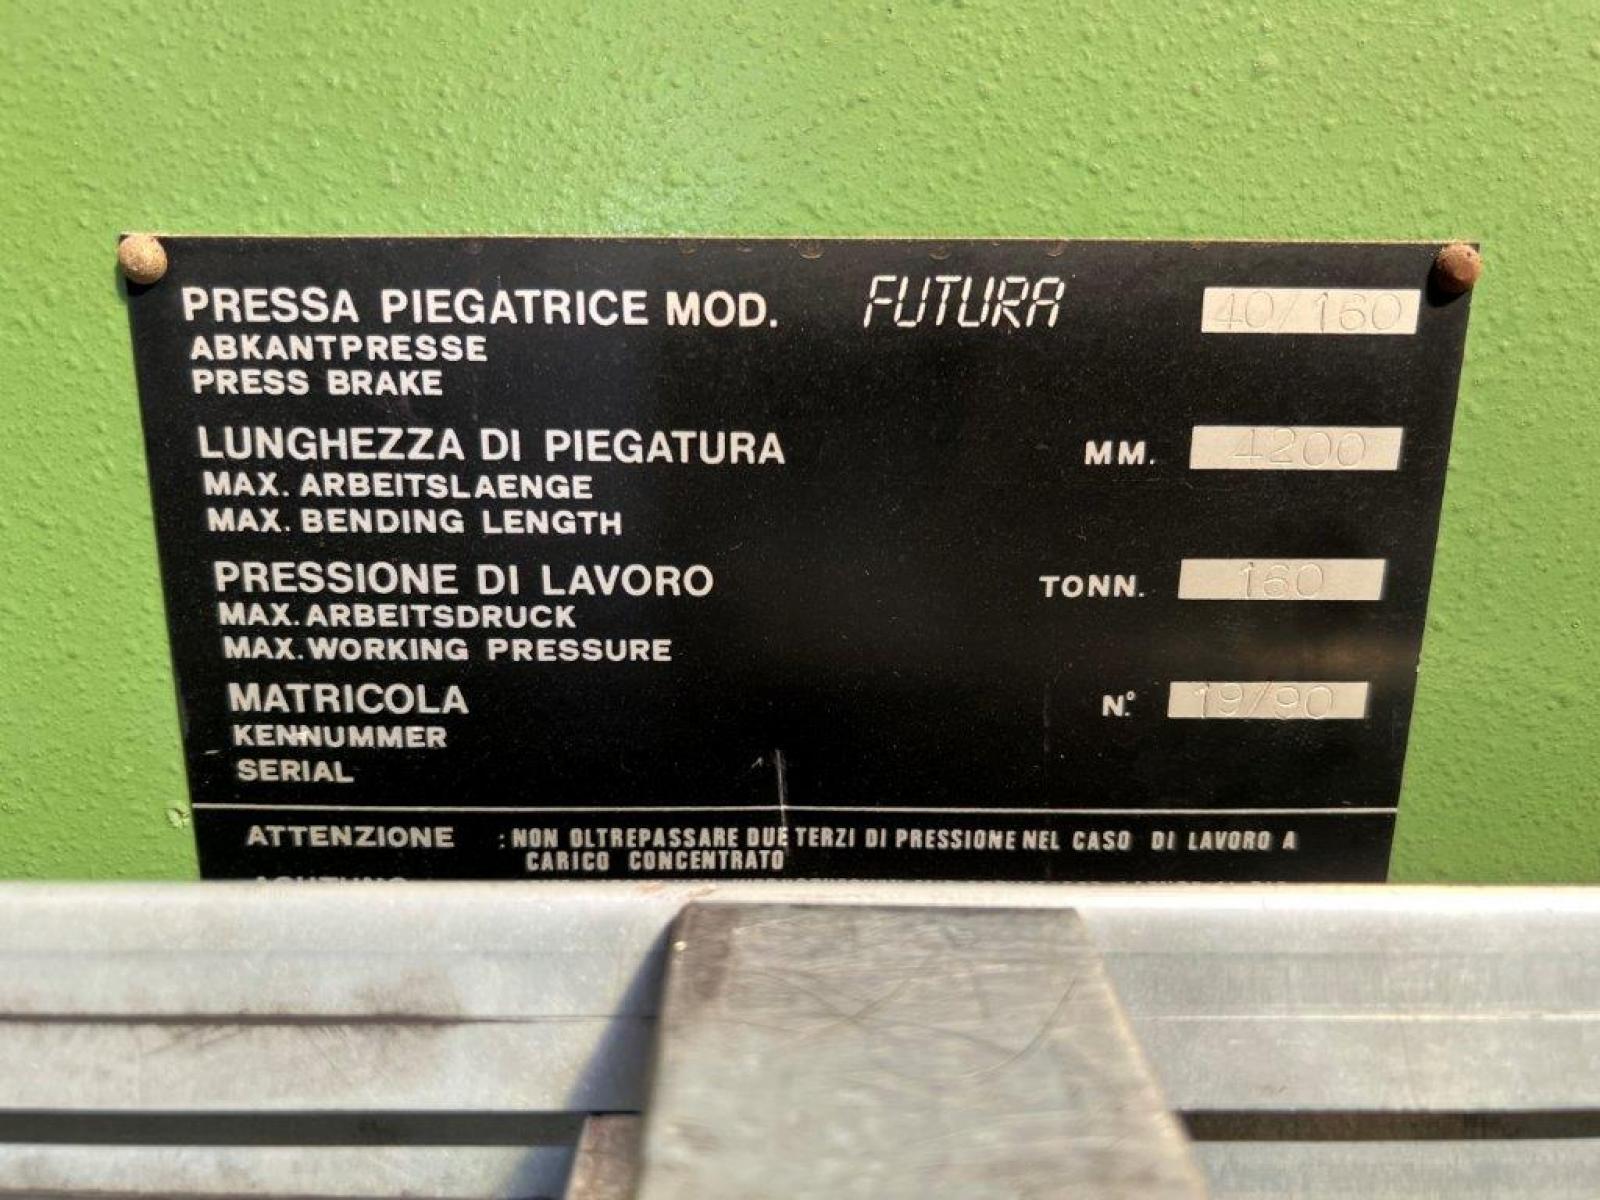 PRESSA PIEGATRICE MOD. FUTURA 40/160
ABKANTPRESSE
PRESS BRAKE
LUNGHEZZA DI PIEGATURA MM. 4200
MAX. ARBEITSLAENGE
MAX. BENDING LENGTH
PRESSIONE DI LAVORO TONN. 160
MAX. ARBEITSDRUCK
MAX. WORKING PRESSURE
MATRICOLA N.º 19/90
KENNUMMER
SERIAL
ATTENZIONE : NON OLTREPASSARE DUE TERZI DI PRESSIONE NEL CASO DI LAVORO A
CARICO CONCENTRATO